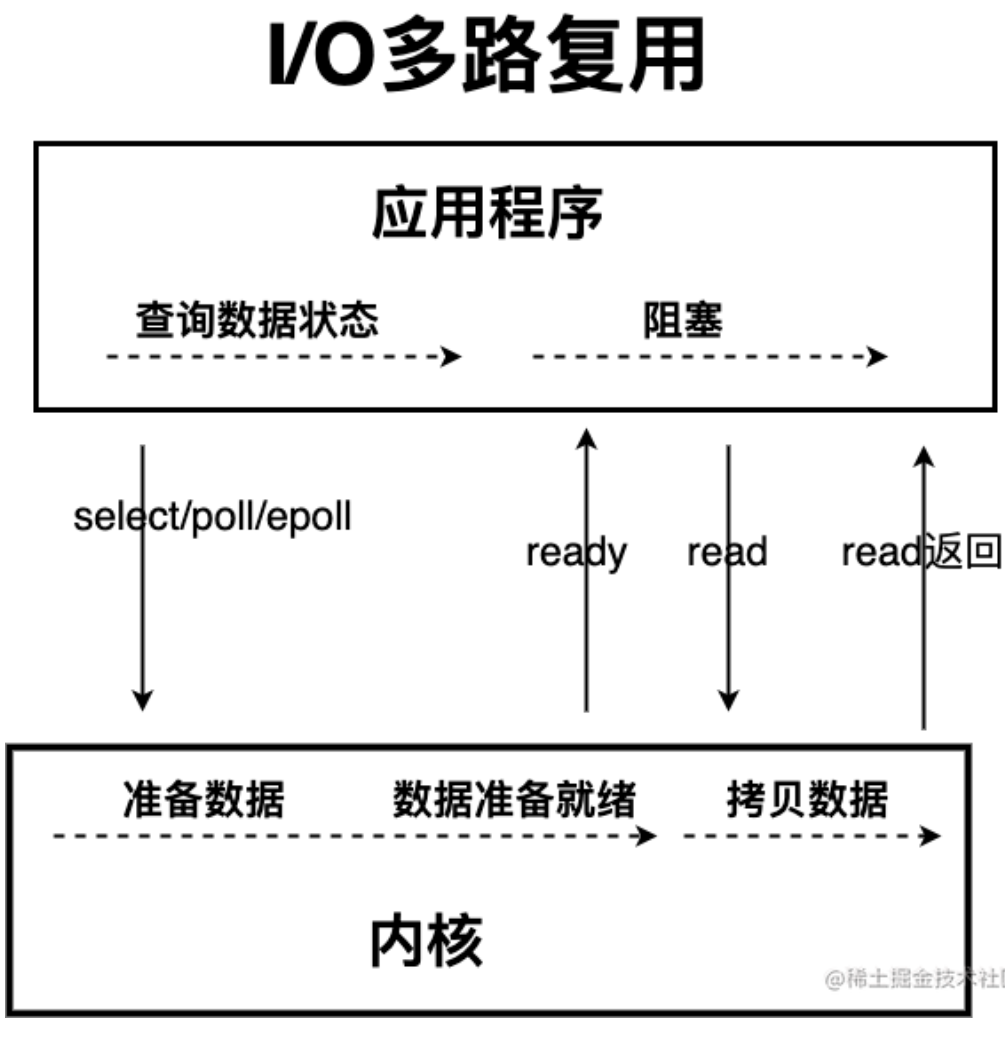 I/O多路复用
应用程序
查询数据状态
阻塞
select/poll/epoll
ready
read
read返回
准备数据
数据准备就绪
拷贝数据
内核
@稀土掘金技术社